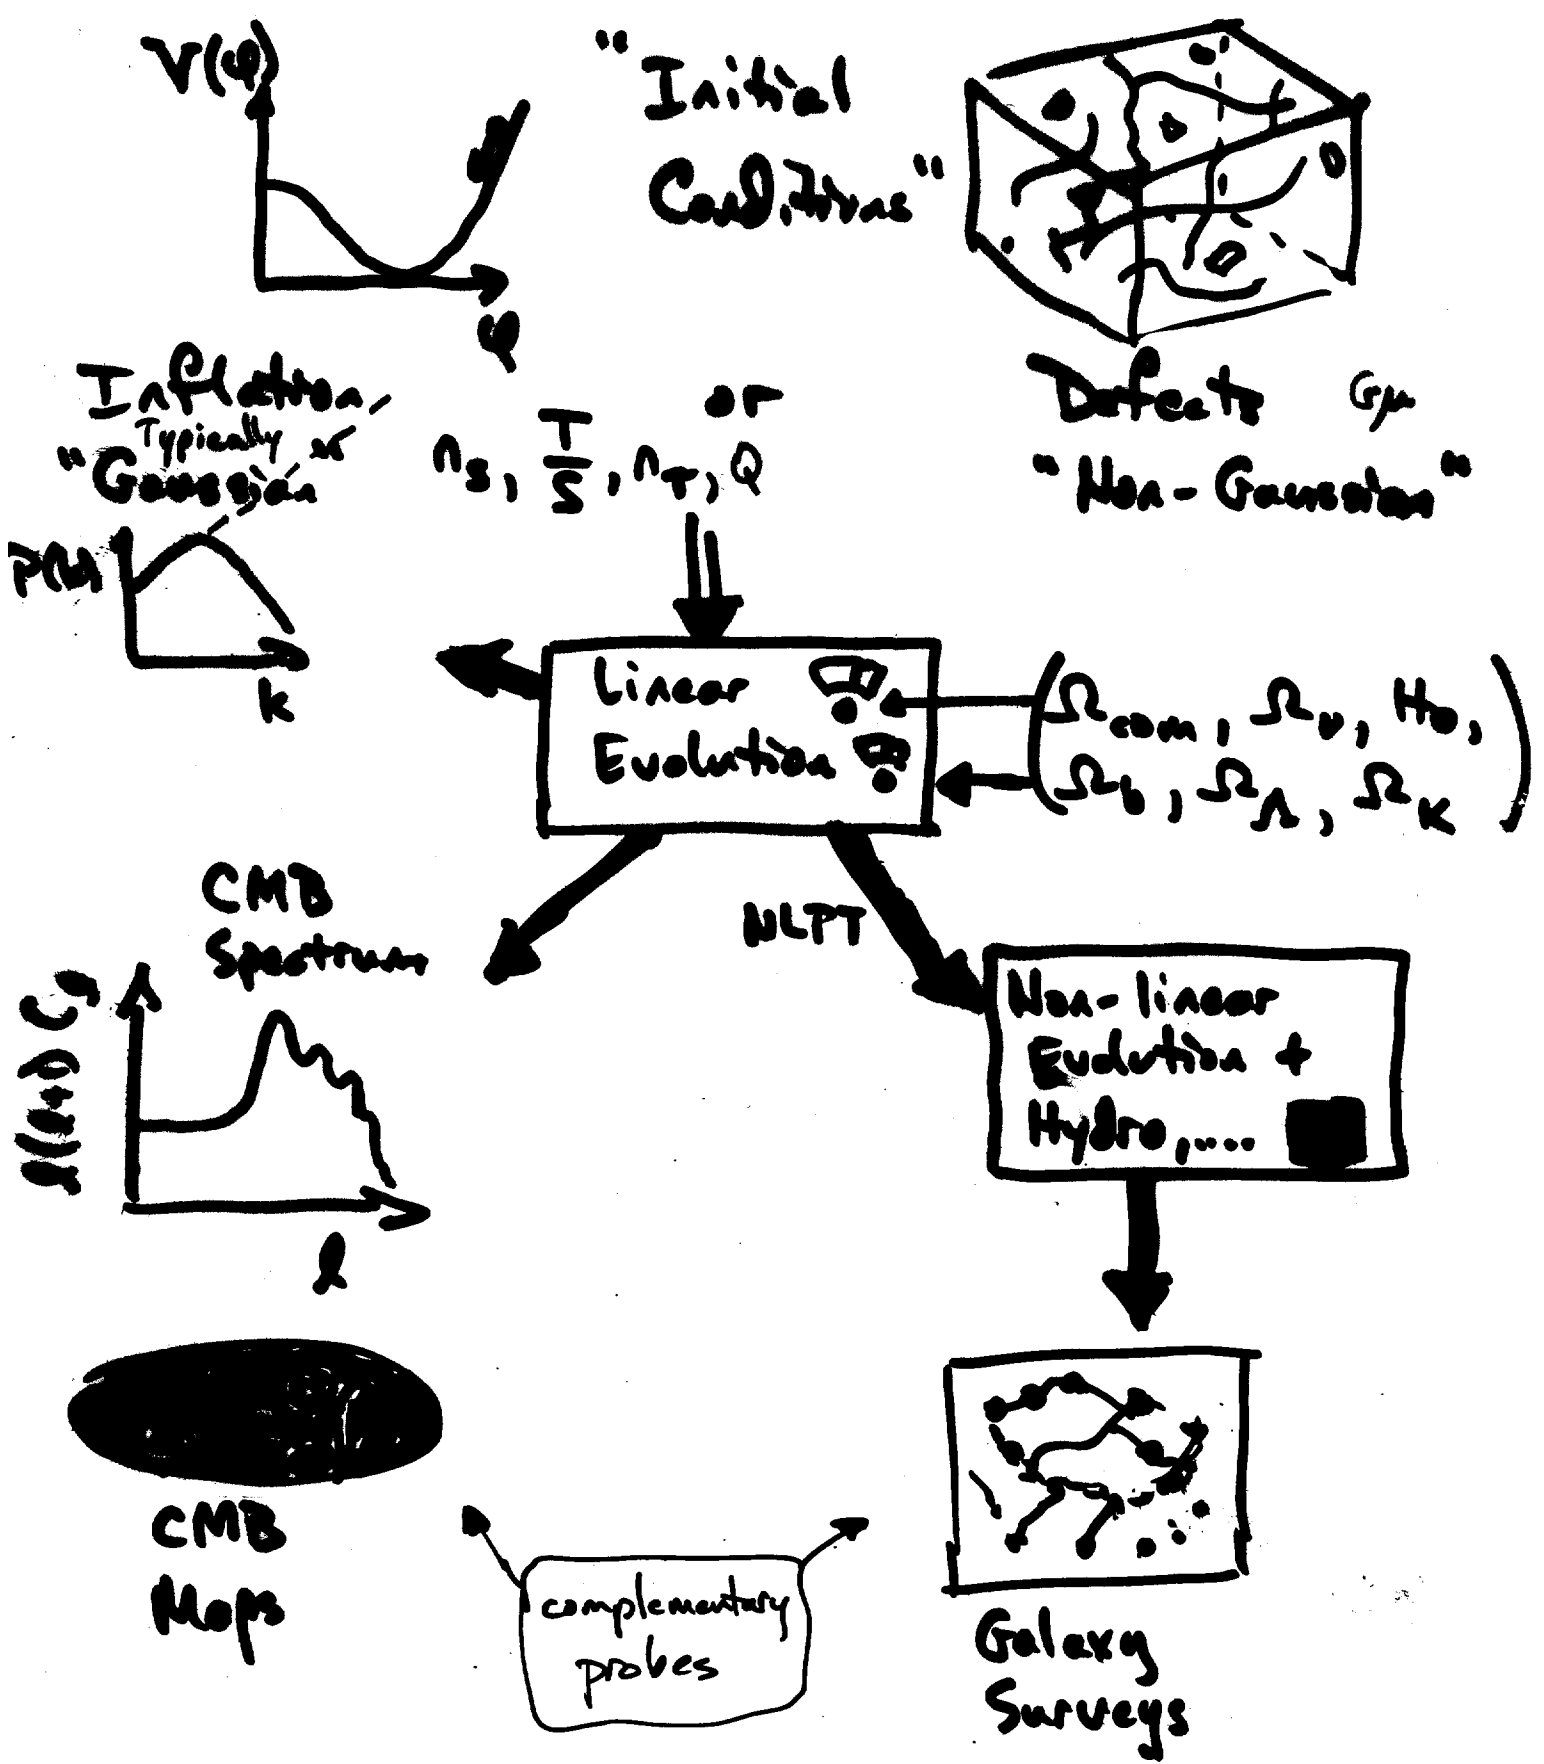 V(φ)
"Initial
Conditions"
φ
Inflation,
Typically
"Gaussian"
or
n_s, T/S, n_T, Q
Defects Gμ
"Non-Gaussian"
P(k)
k
Linear
Evolution
(Ω_cdm, Ω_ν, H_0,
Ω_b, Ω_Λ, Ω_K)
CMB
Spectrum
l(l+1) C_l
l
NLPT
Non-linear
Evolution +
Hydro,....
CMB
Maps
complementary
probes
Galaxy
Surveys